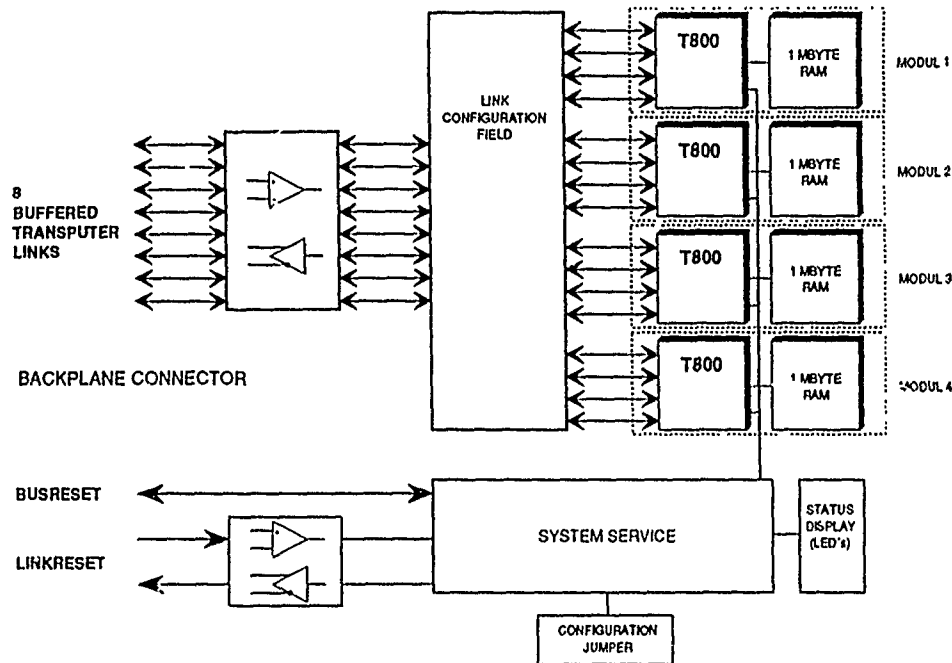 8
BUFFERED
TRANSPUTER
LINKS
BACKPLANE CONNECTOR
LINK
CONFIGURATION
FIELD
T800
1 MBYTE
RAM
MODUL 1
T800
1 MBYTE
RAM
MODUL 2
T800
1 MBYTE
RAM
MODUL 3
T800
1 MBYTE
RAM
MODUL 4
BUSRESET
LINKRESET
SYSTEM SERVICE
STATUS
DISPLAY
(LED's)
CONFIGURATION
JUMPER